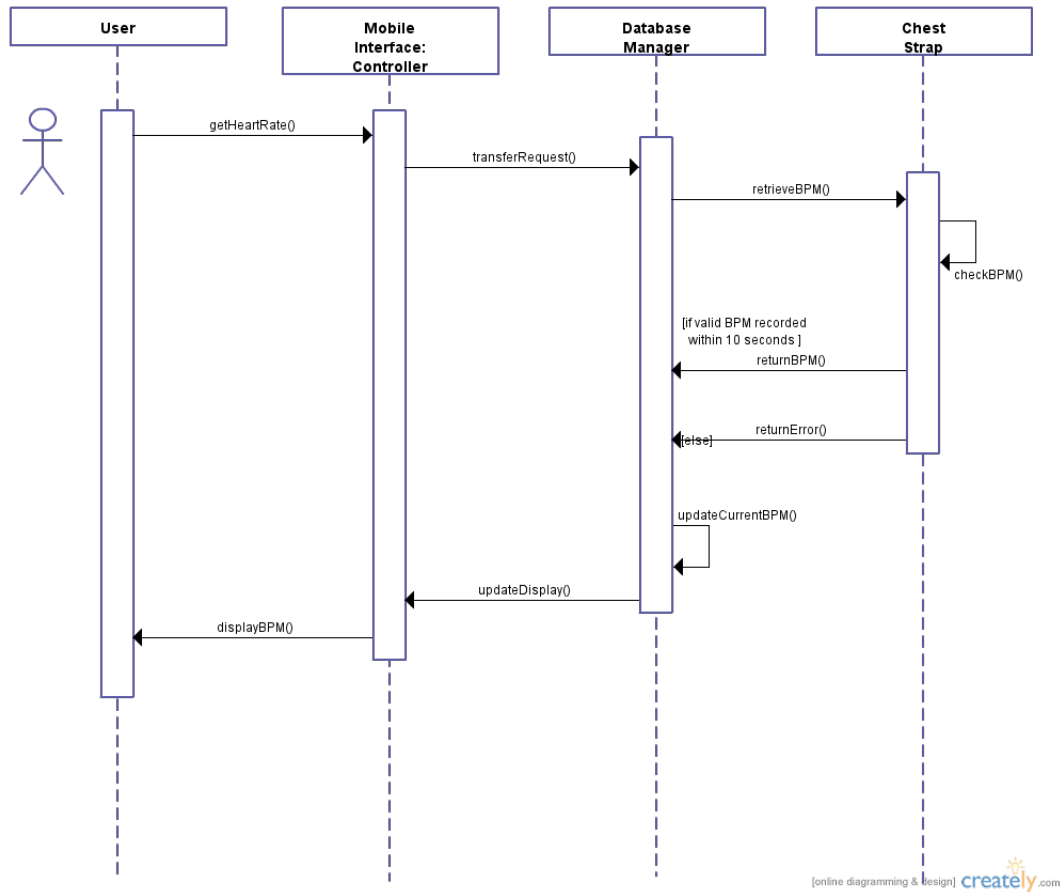 User
Mobile
Interface:
Controller
Database
Manager
Chest
Strap
getHeartRate()
transferRequest()
retrieveBPM()
checkBPM()
[if valid BPM recorded
within 10 seconds ]
returnBPM()
returnError()
[else]
updateCurrentBPM()
updateDisplay()
displayBPM()
[online diagramming & design] creately.com